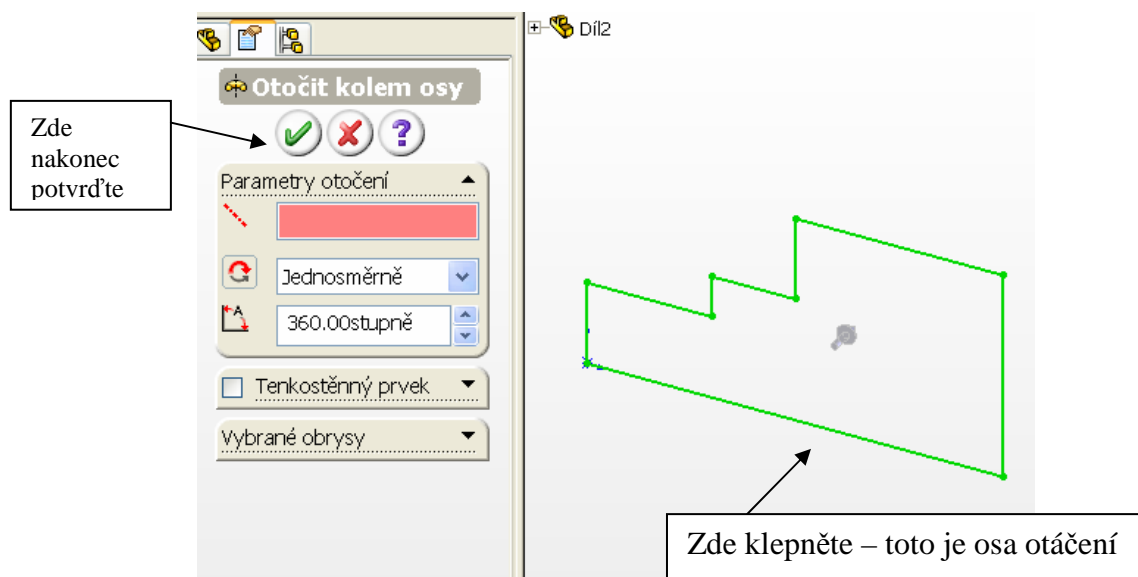 Díl2
Otočit kolem osy
Zde
nakonec
potvrďte
Parametry otočení
Jednosměrně
360.00stupně
Tenkostěnný prvek
Vybrané obrysy
Zde klepněte – toto je osa otáčení